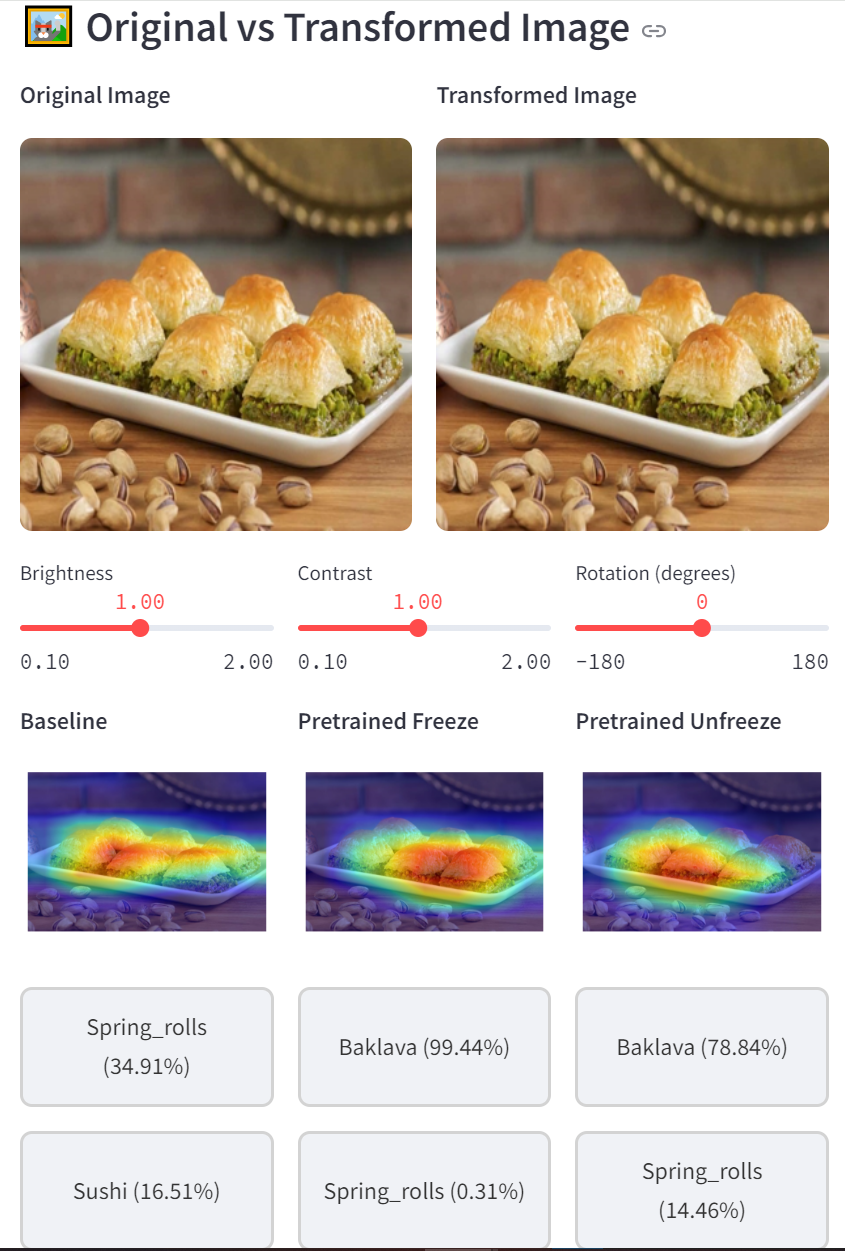 Original vs Transformed Image
Original Image
Transformed Image
Brightness
Contrast
Rotation (degrees)
1.00
1.00
0
0.10
2.00
0.10
2.00
-180
180
Baseline
Pretrained Freeze
Pretrained Unfreeze
Spring_rolls
(34.91%)
Baklava (99.44%)
Baklava (78.84%)
Sushi (16.51%)
Spring_rolls (0.31%)
Spring_rolls
(14.46%)